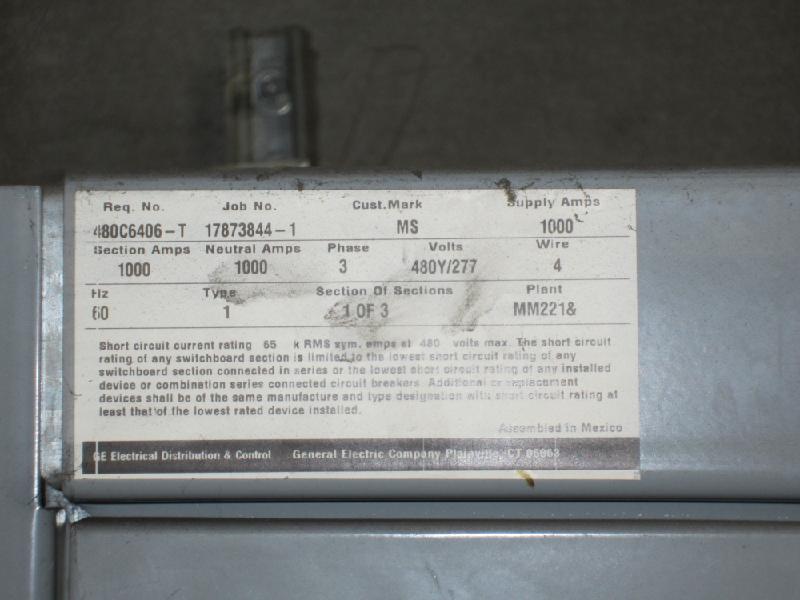 Req. No. Job No. Cust.Mark Supply Amps
480C6406-T 17873844-1 MS 1000
Section Amps Neutral Amps Phase Volts Wire
1000 1000 3 480Y/277 4
Hz Type Section Of Sections Plant
60 1 1 OF 3 MM221&
Short circuit current rating 65 k RMS sym. amps at 480 volts max. The short circuit
rating of any switchboard section is limited to the lowest short circuit rating of any
switchboard section connected in series or the lowest short circuit rating of any installed
device or combination series connected circuit breakers. Additional or replacement
devices shall be of the same manufacture and type designation with short circuit rating at
least that of the lowest rated device installed.
Assembled in Mexico
GE Electrical Distribution & Control General Electric Company Plainville, CT 06062